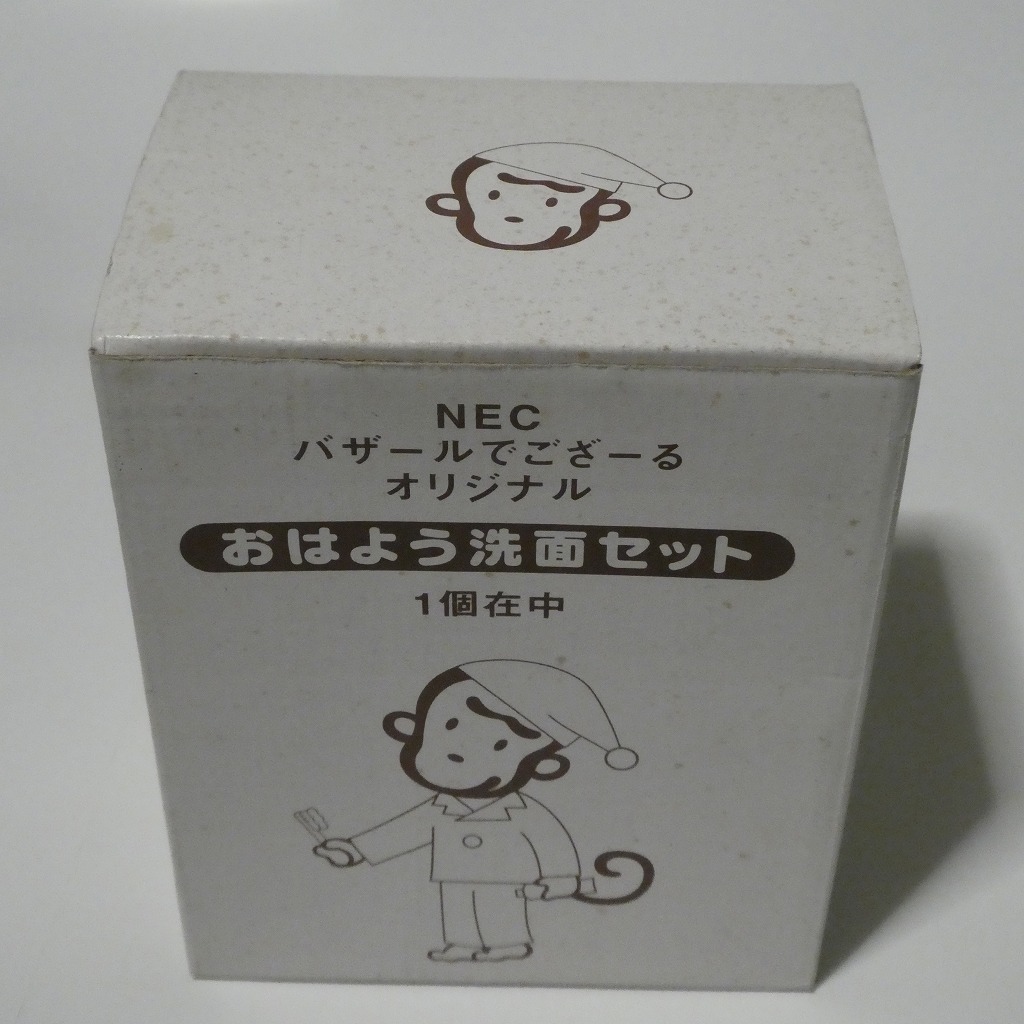 NEC
バザールでござーる
オリジナル
おはよう洗面セット
1個在中